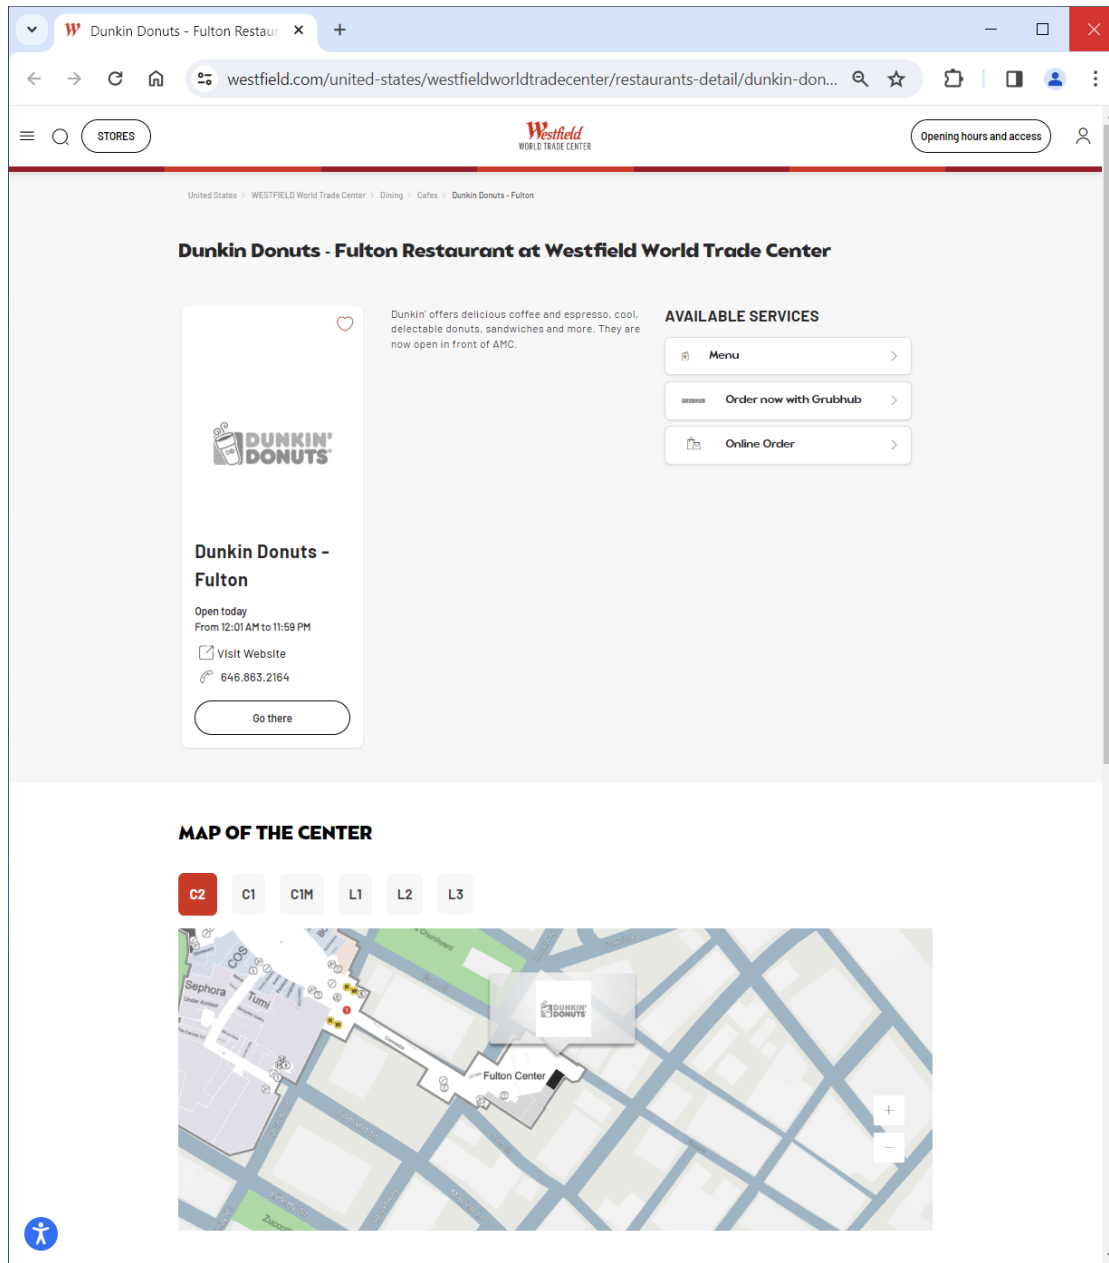 Dunkin Donuts - Fulton Restaur
westfield.com/united-states/westfieldworldtradecenter/restaurants-detail/dunkin-don...
STORES
Westfield
WORLD TRADE CENTER
Opening hours and access
United States > WESTFIELD World Trade Center > Dining > Cafes > Dunkin Donuts - Fulton
Dunkin Donuts - Fulton Restaurant at Westfield World Trade Center
DUNKIN'
DONUTS
Dunkin Donuts -
Fulton
Open today
From 12:01 AM to 11:59 PM
Visit Website
646.863.2164
Go there
Dunkin' offers delicious coffee and espresso, cool,
delectable donuts, sandwiches and more. They are
now open in front of AMC.
AVAILABLE SERVICES
Menu
GRUBHUB Order now with Grubhub
Online Order
MAP OF THE CENTER
C2 C1 C1M L1 L2 L3
COS
Sephora
Under Armour
Tumi
Connector
DUNKIN'
DONUTS
Fulton Center
Churchyard